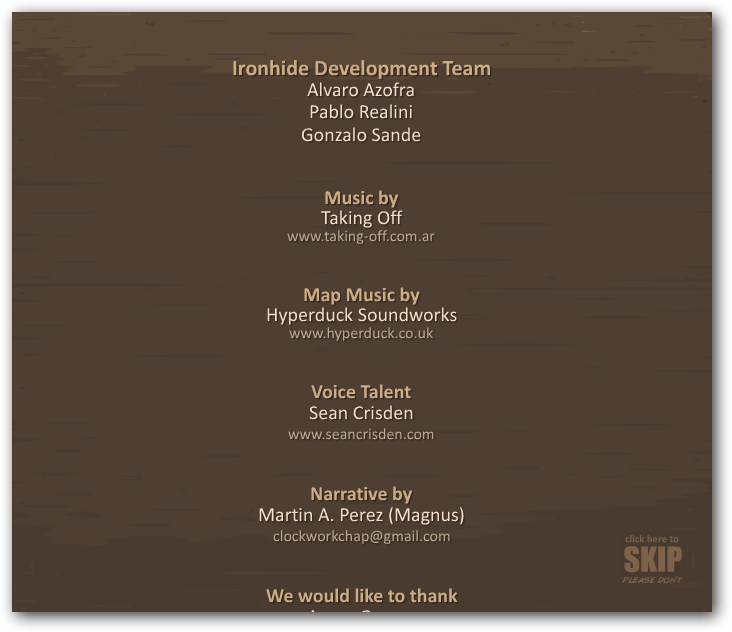 Ironhide Development Team
Alvaro Azofra
Pablo Realini
Gonzalo Sande
Music by
Taking Off
www.taking-off.com.ar
Map Music by
Hyperduck Soundworks
www.hyperduck.co.uk
Voice Talent
Sean Crisden
www.seancrisden.com
Narrative by
Martin A. Perez (Magnus)
clockworkchap@gmail.com
click here to
SKIP
PLEASE DON'T
We would like to thank